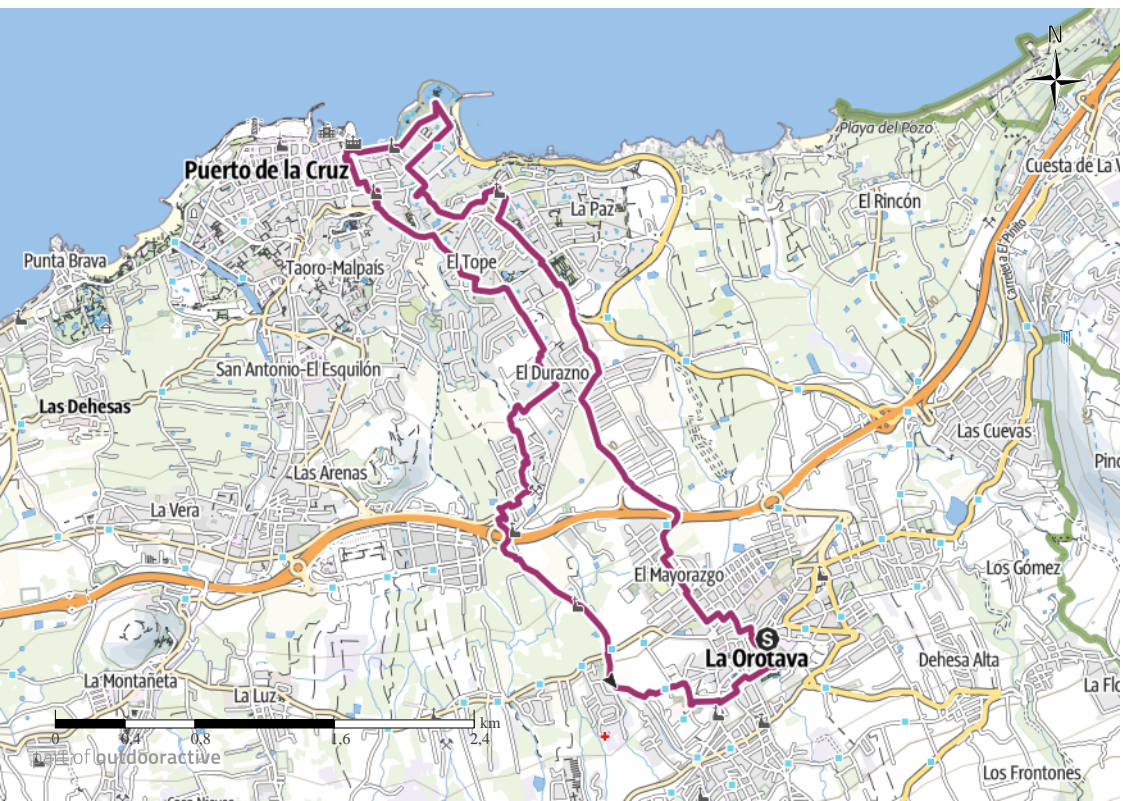 N
Playa del Pozo
Cuesta de La V
Puerto de la Cruz
La Paz
El Rincón
Carretera El Pinito
Punta Brava
Taoro-Malpaís
El Tope
San Antonio-El Esquilón
El Durazno
Las Dehesas
Las Cuevas
Las Arenas
Pino
La Vera
El Mayorazgo
Los Gómez
S
La Orotava
Dehesa Alta
La Montañeta
La Luz
La Flo
km
0 0,4 0,8 1,6 2,4
part of outdooractive
Los Frontones